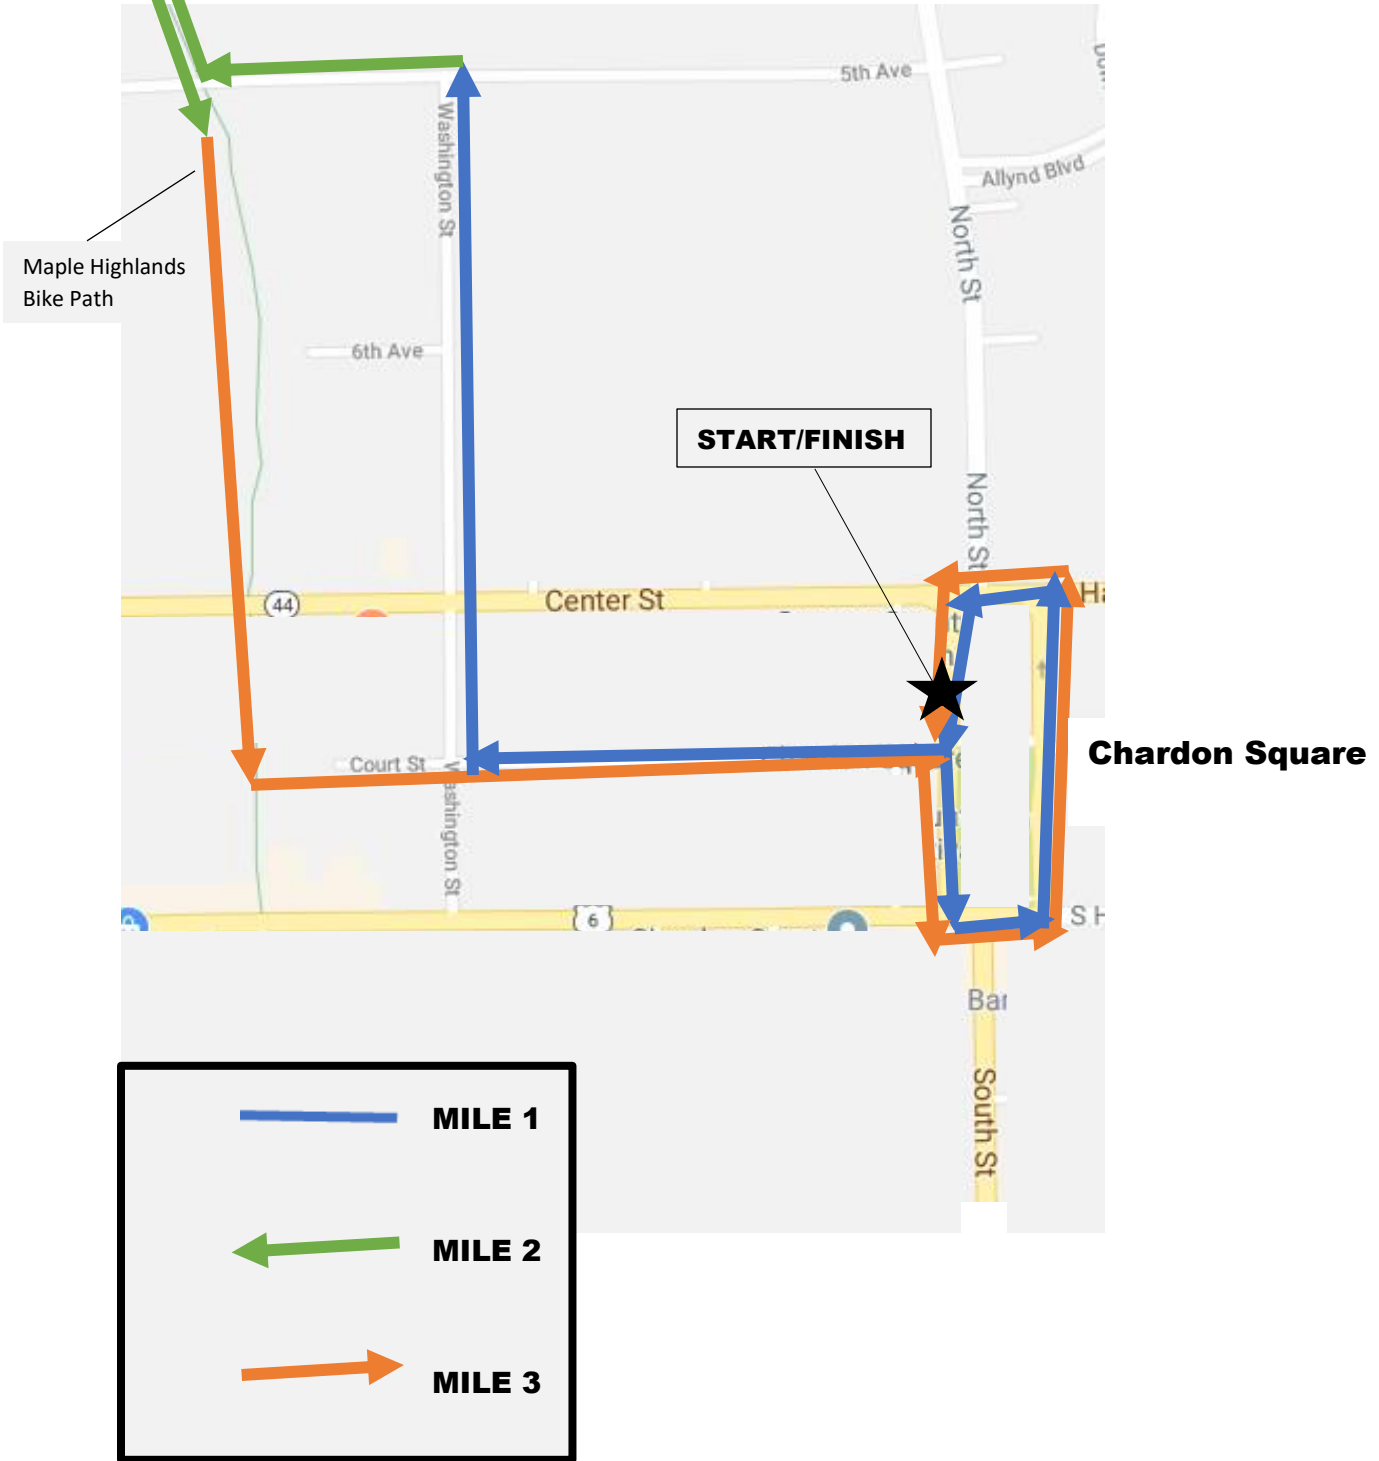 5th Ave
Washington St
Allynd Blvd
North St
Maple Highlands
Bike Path
6th Ave
START/FINISH
North St
44
Center St
Chardon Square
Court St
Washington St
6
Bar
South St
MILE 1
MILE 2
MILE 3